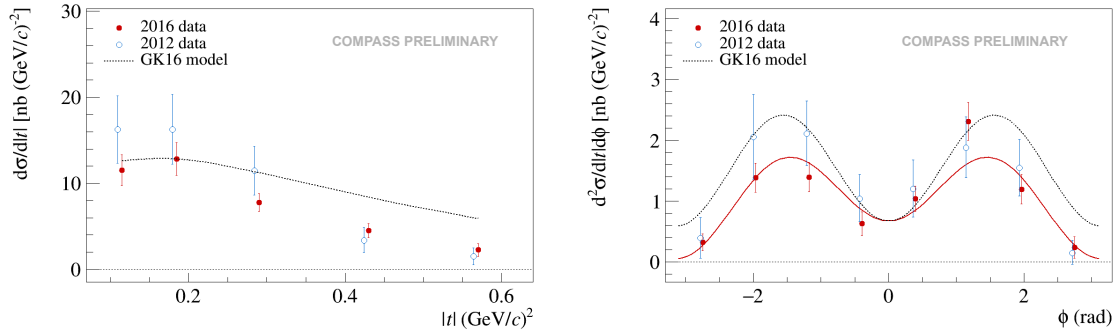 dσ/d|t| [nb (GeV/c)⁻²]
30
20
10
0
2016 data
2012 data
GK16 model
COMPASS PRELIMINARY
0.2
0.4
0.6
|t| (GeV/c)²
d²σ/d|t|dϕ [nb (GeV/c)⁻²]
4
3
2
1
0
2016 data
2012 data
GK16 model
COMPASS PRELIMINARY
−2
0
2
ϕ (rad)